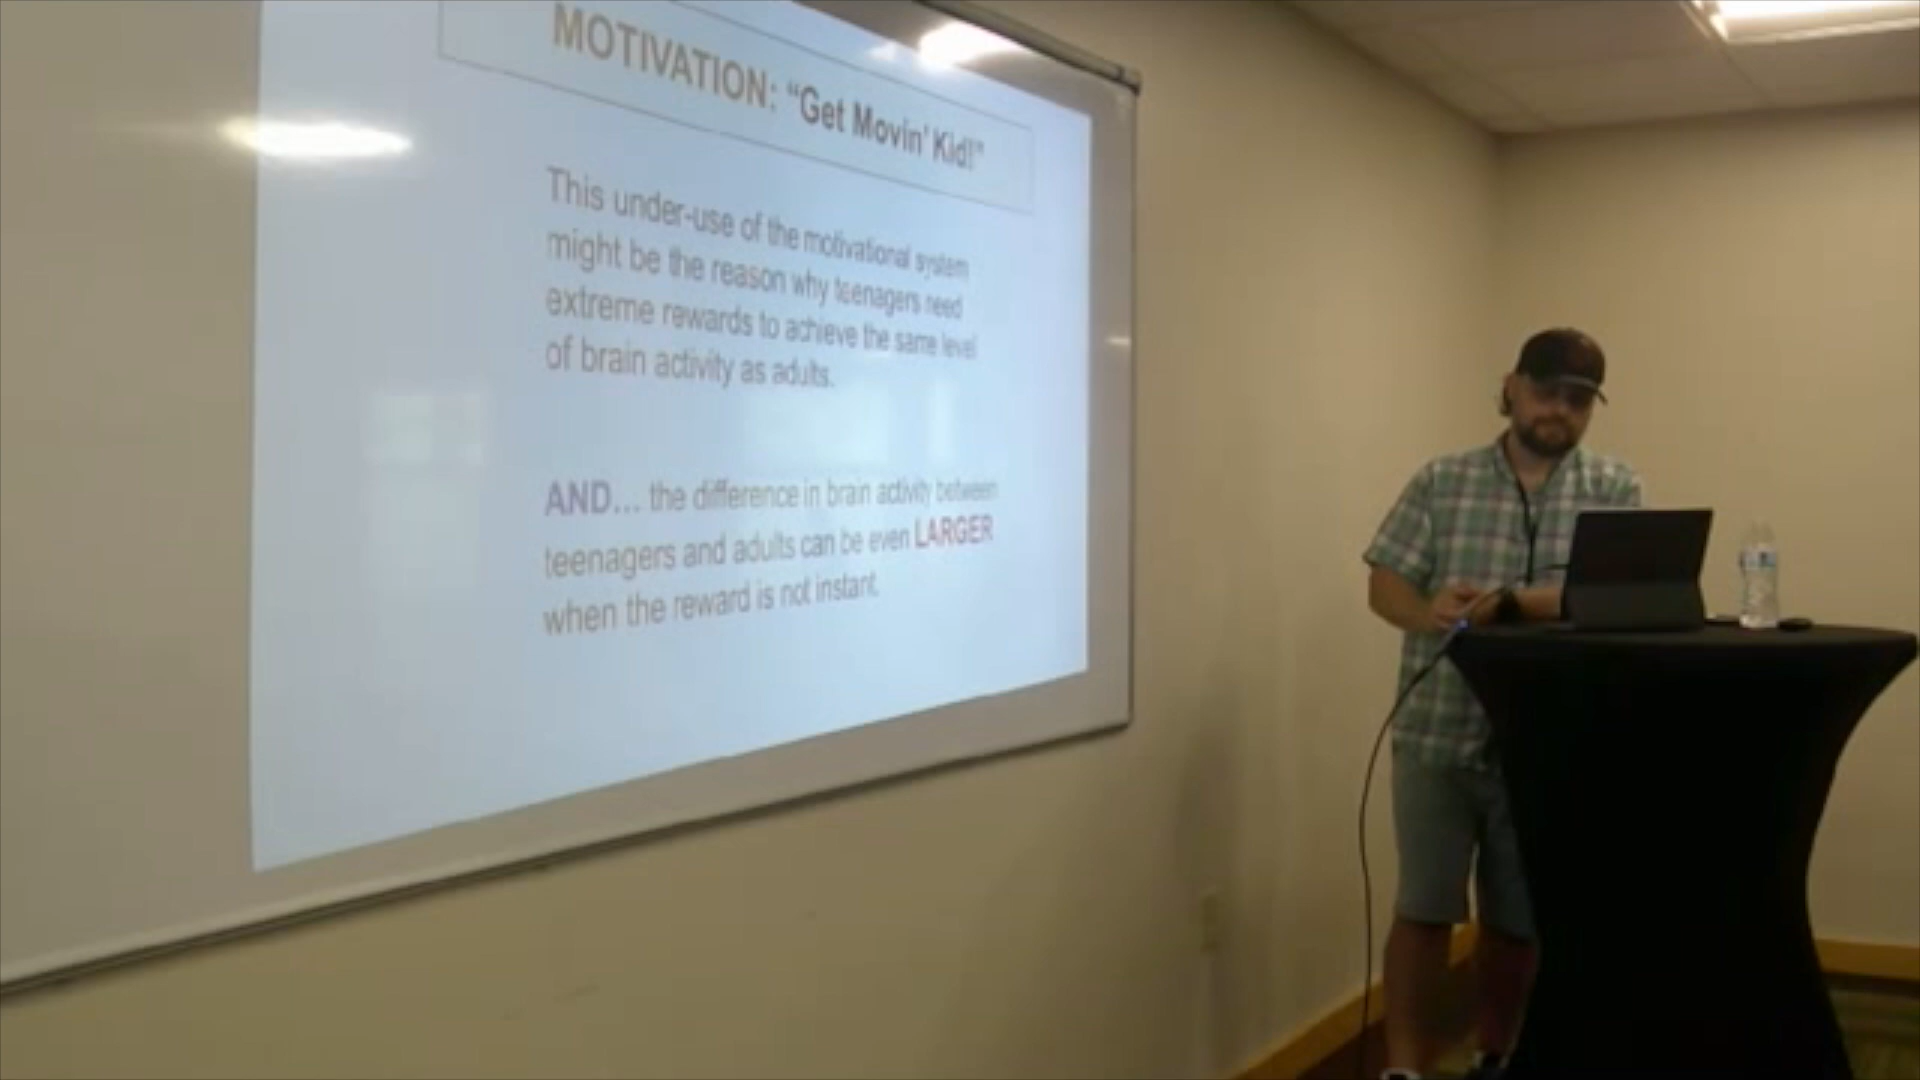 MOTIVATION: “Get Movin’ Kid!”
This under-use of the motivational system
might be the reason why teenagers need
extreme rewards to achieve the same level
of brain activity as adults.
AND... the difference in brain activity between
teenagers and adults can be even LARGER
when the reward is not instant.